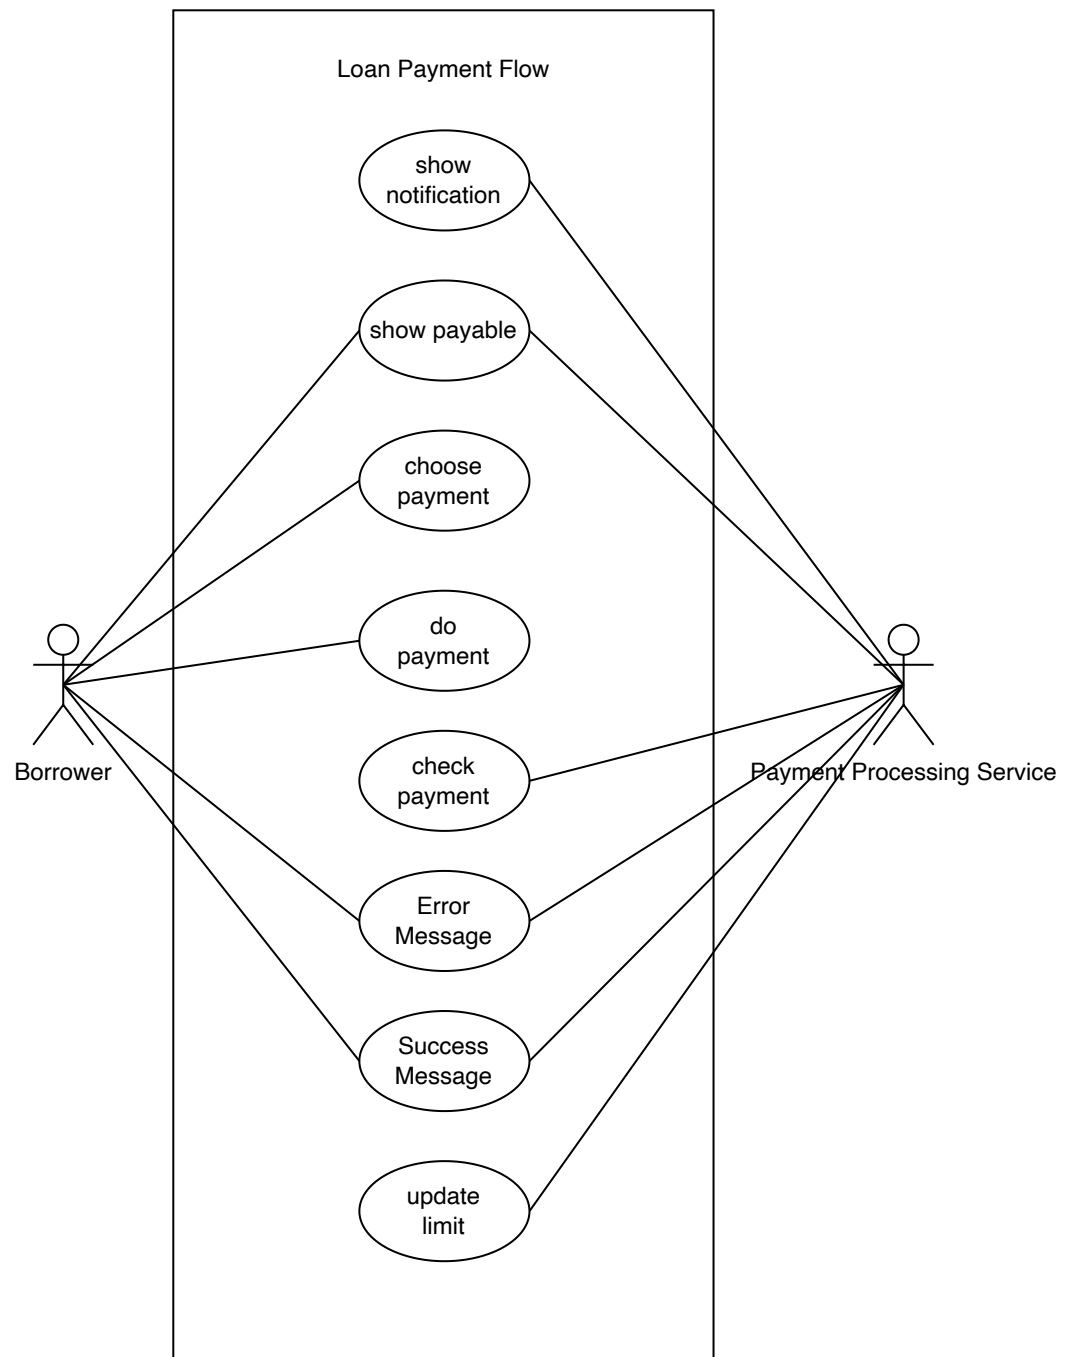 Loan Payment Flow
show
notification
show payable
choose
payment
do
payment
Borrower
check
payment
Payment Processing Service
Error
Message
Success
Message
update
limit